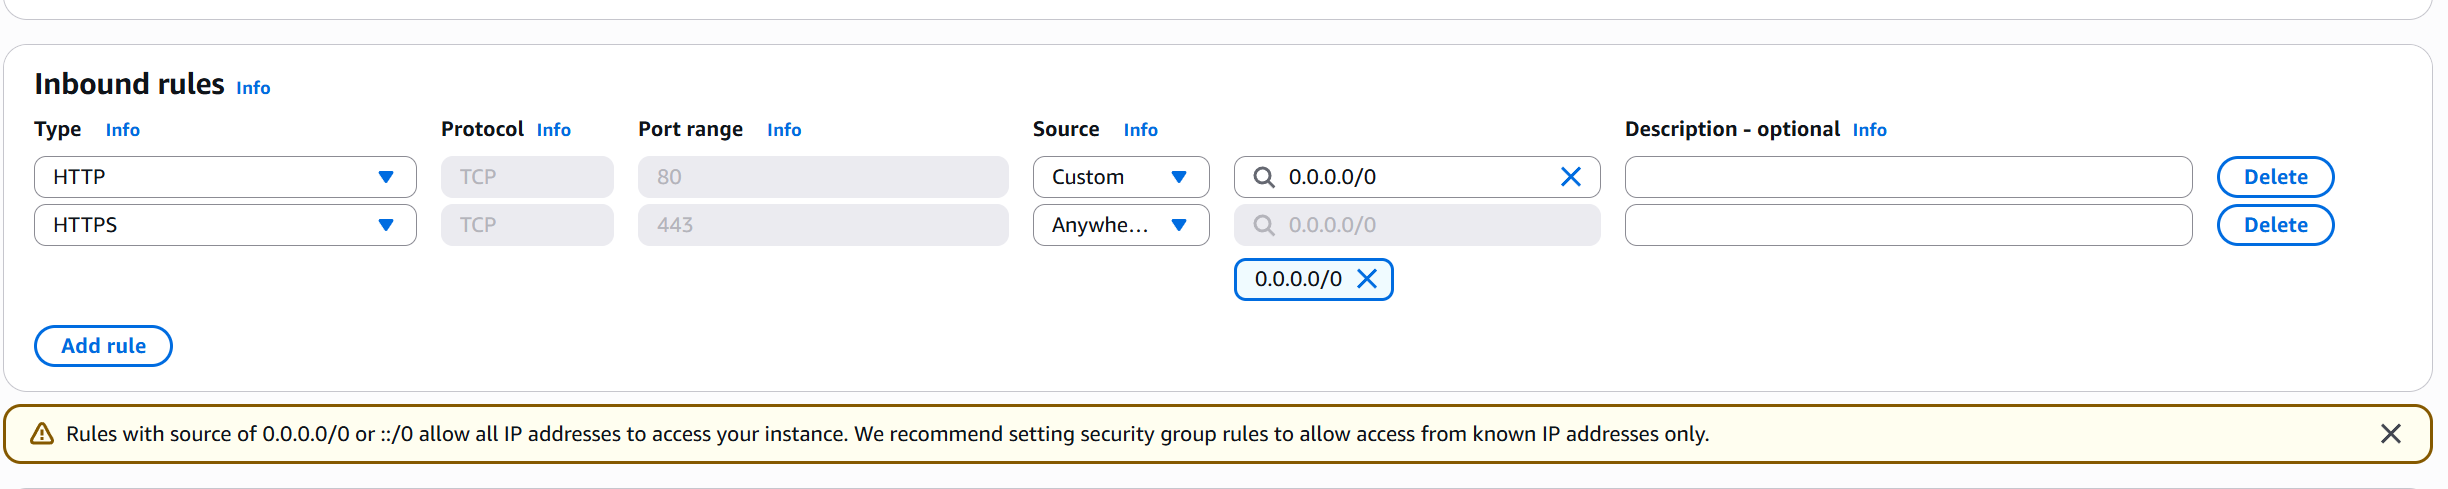 Inbound rules Info
Type Info Protocol Info Port range Info Source Info Description - optional Info
HTTP TCP 80 Custom 0.0.0.0/0 Delete
HTTPS TCP 443 Anywhe... 0.0.0.0/0 Delete
0.0.0.0/0
Add rule
Rules with source of 0.0.0.0/0 or ::/0 allow all IP addresses to access your instance. We recommend setting security group rules to allow access from known IP addresses only.